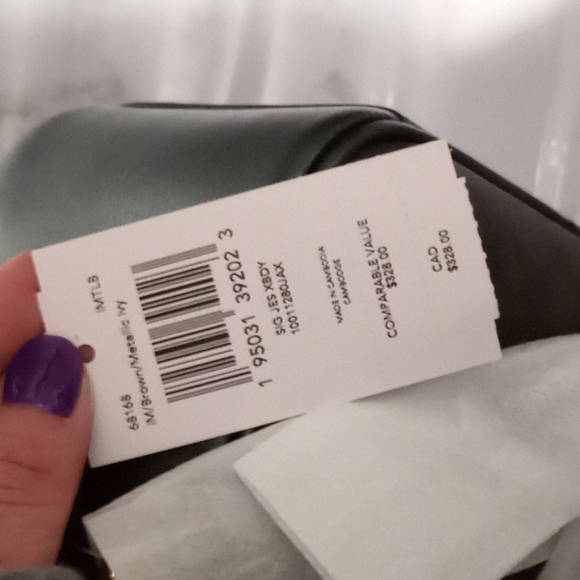 68168 IMTLB
IM/Brown/Metallic Ivy
1 95031 39202 3
SIG JES XBDY
10011280JAX
MADE IN CAMBODIA
CAMBODGE
COMPARABLE VALUE
$328.00
CAD
$328.00